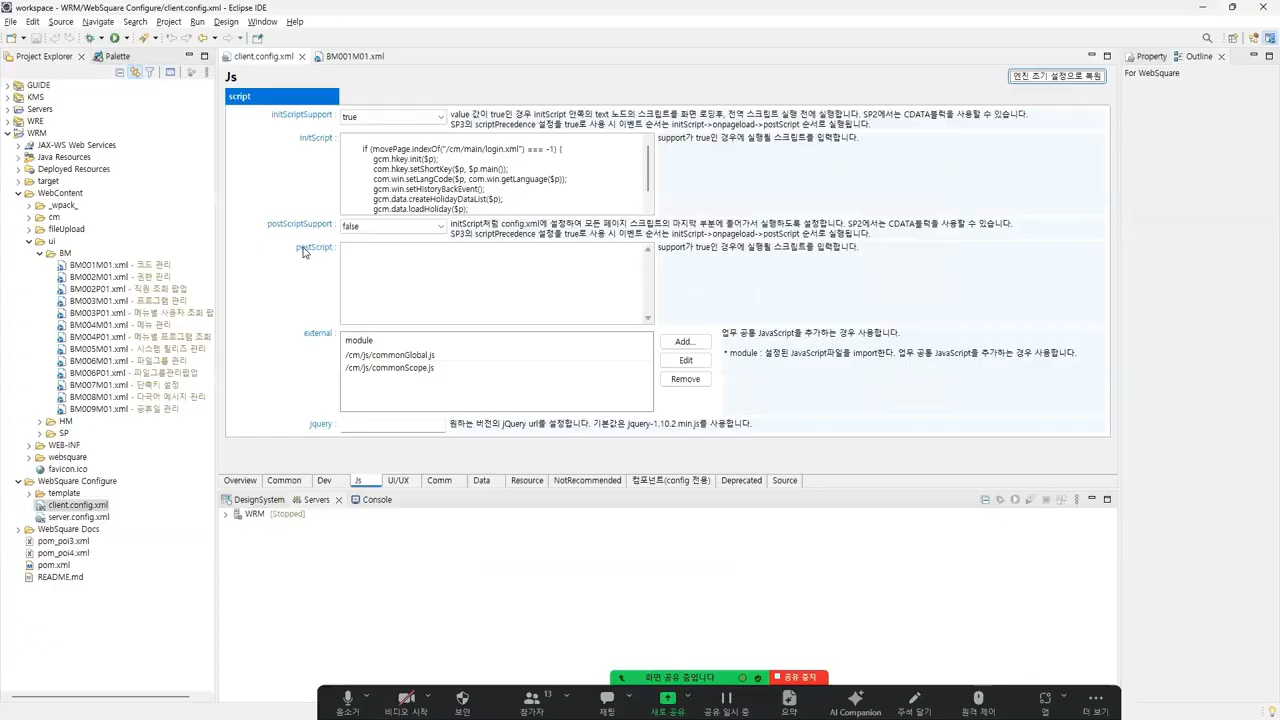 workspace - WRM/WebSquare Configure/client.config.xml - Eclipse IDE
File Edit Source Navigate Search Project Run Design Window Help
Project Explorer Palette
client.config.xml BM001M01.xml
Property Outline
For WebSquare
GUIDE
KMS
Servers
WRE
WRM
JAX-WS Web Services
Java Resources
Deployed Resources
target
WebContent
_wpack_
cm
fileUpload
ui
BM
BM001M01.xml - 코드 관리
BM002M01.xml - 권한 관리
BM002P01.xml - 직원 조회 팝업
BM003M01.xml - 프로그램 관리
BM003P01.xml - 메뉴별 사용자 조회 팝
BM004M01.xml - 메뉴 관리
BM004P01.xml - 메뉴별 프로그램 조회
BM005M01.xml - 시스템 릴리즈 관리
BM006M01.xml - 파일그룹 관리
BM006P01.xml - 파일그룹관리팝업
BM007M01.xml - 단축키 설정
BM008M01.xml - 다국어 메시지 관리
BM009M01.xml - 공휴일 관리
HM
SP
WEB-INF
websquare
favicon.ico
WebSquare Configure
template
client.config.xml
server.config.xml
WebSquare Docs
pom_poi3.xml
pom_poi4.xml
pom.xml
README.md
Js
엔진 초기 설정으로 복원
script
initScriptSupport : true
value 값이 true인 경우 initScript 안쪽의 text 노드의 스크립트를 화면 로딩후, 전역 스크립트 실행 전에 실행합니다. SP2에서는 CDATA블럭을 사용할 수 있습니다.
SP3의 scriptPrecedence 설정을 true로 사용 시 이벤트 순서는 initScript->onpageload->postScript 순서로 실행됩니다.
initScript :
support가 true인 경우에 실행될 스크립트를 입력합니다.
if (movePage.indexOf("/cm/main/login.xml") === -1) {
gcm.hkey.init($p);
com.hkey.setShortKey($p, $p.main());
com.win.setLangCode($p, com.win.getLanguage($p));
gcm.win.setHistoryBackEvent();
gcm.data.createHolidayDataList($p);
gcm.data.loadHoliday($p);
postScriptSupport : false
initScript처럼 config.xml에 설정하여 모든 페이지 스크립트의 마지막 부분에 들어가서 실행하도록 설정합니다. SP2에서는 CDATA블럭을 사용할 수 있습니다.
SP3의 scriptPrecedence 설정을 true로 사용 시 이벤트 순서는 initScript->onpageload->postScript 순서로 실행됩니다.
postScript :
support가 true인 경우에 실행될 스크립트를 입력합니다.
external :
module
/cm/js/commonGlobal.js
/cm/js/commonScope.js
Add...
Edit
Remove
업무 공통 JavaScript을 추가하는 경우 사용합니다.
* module : 설정된 JavaScript파일을 import한다. 업무 공통 JavaScript을 추가하는 경우 사용합니다.
jquery :
원하는 버전의 jQuery url를 설정합니다. 기본값은 jquery-1.10.2.min.js를 사용합니다.
Overview Common Dev Js UI/UX Comm Data Resource NotRecommended 컴포넌트(config 전용) Deprecated Source
DesignSystem Servers Console
WRM [Stopped]
화면 공유 중입니다 공유 중지
13
음소거 비디오 시작 보안 참가자 채팅 새로 공유 공유 일시 중 요약 AI Companion 주석 달기 원격 제어 앱 더 보기